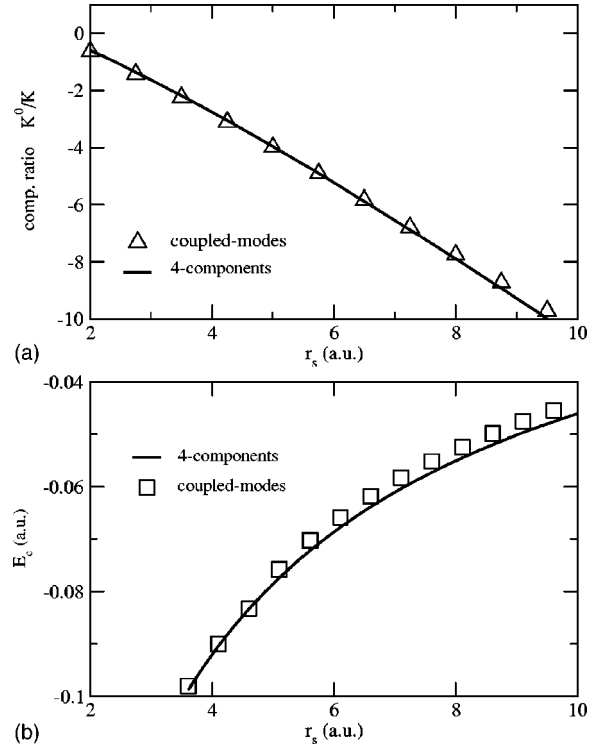 0
-2
-4
-6
-8
-10
comp. ratio K⁰/K
coupled-modes
4-components
2 4 6 8 10
(a)
r_s (a.u.)
-0.04
-0.06
-0.08
-0.1
E_c (a.u.)
4-components
coupled-modes
2 4 6 8 10
(b)
r_s (a.u.)